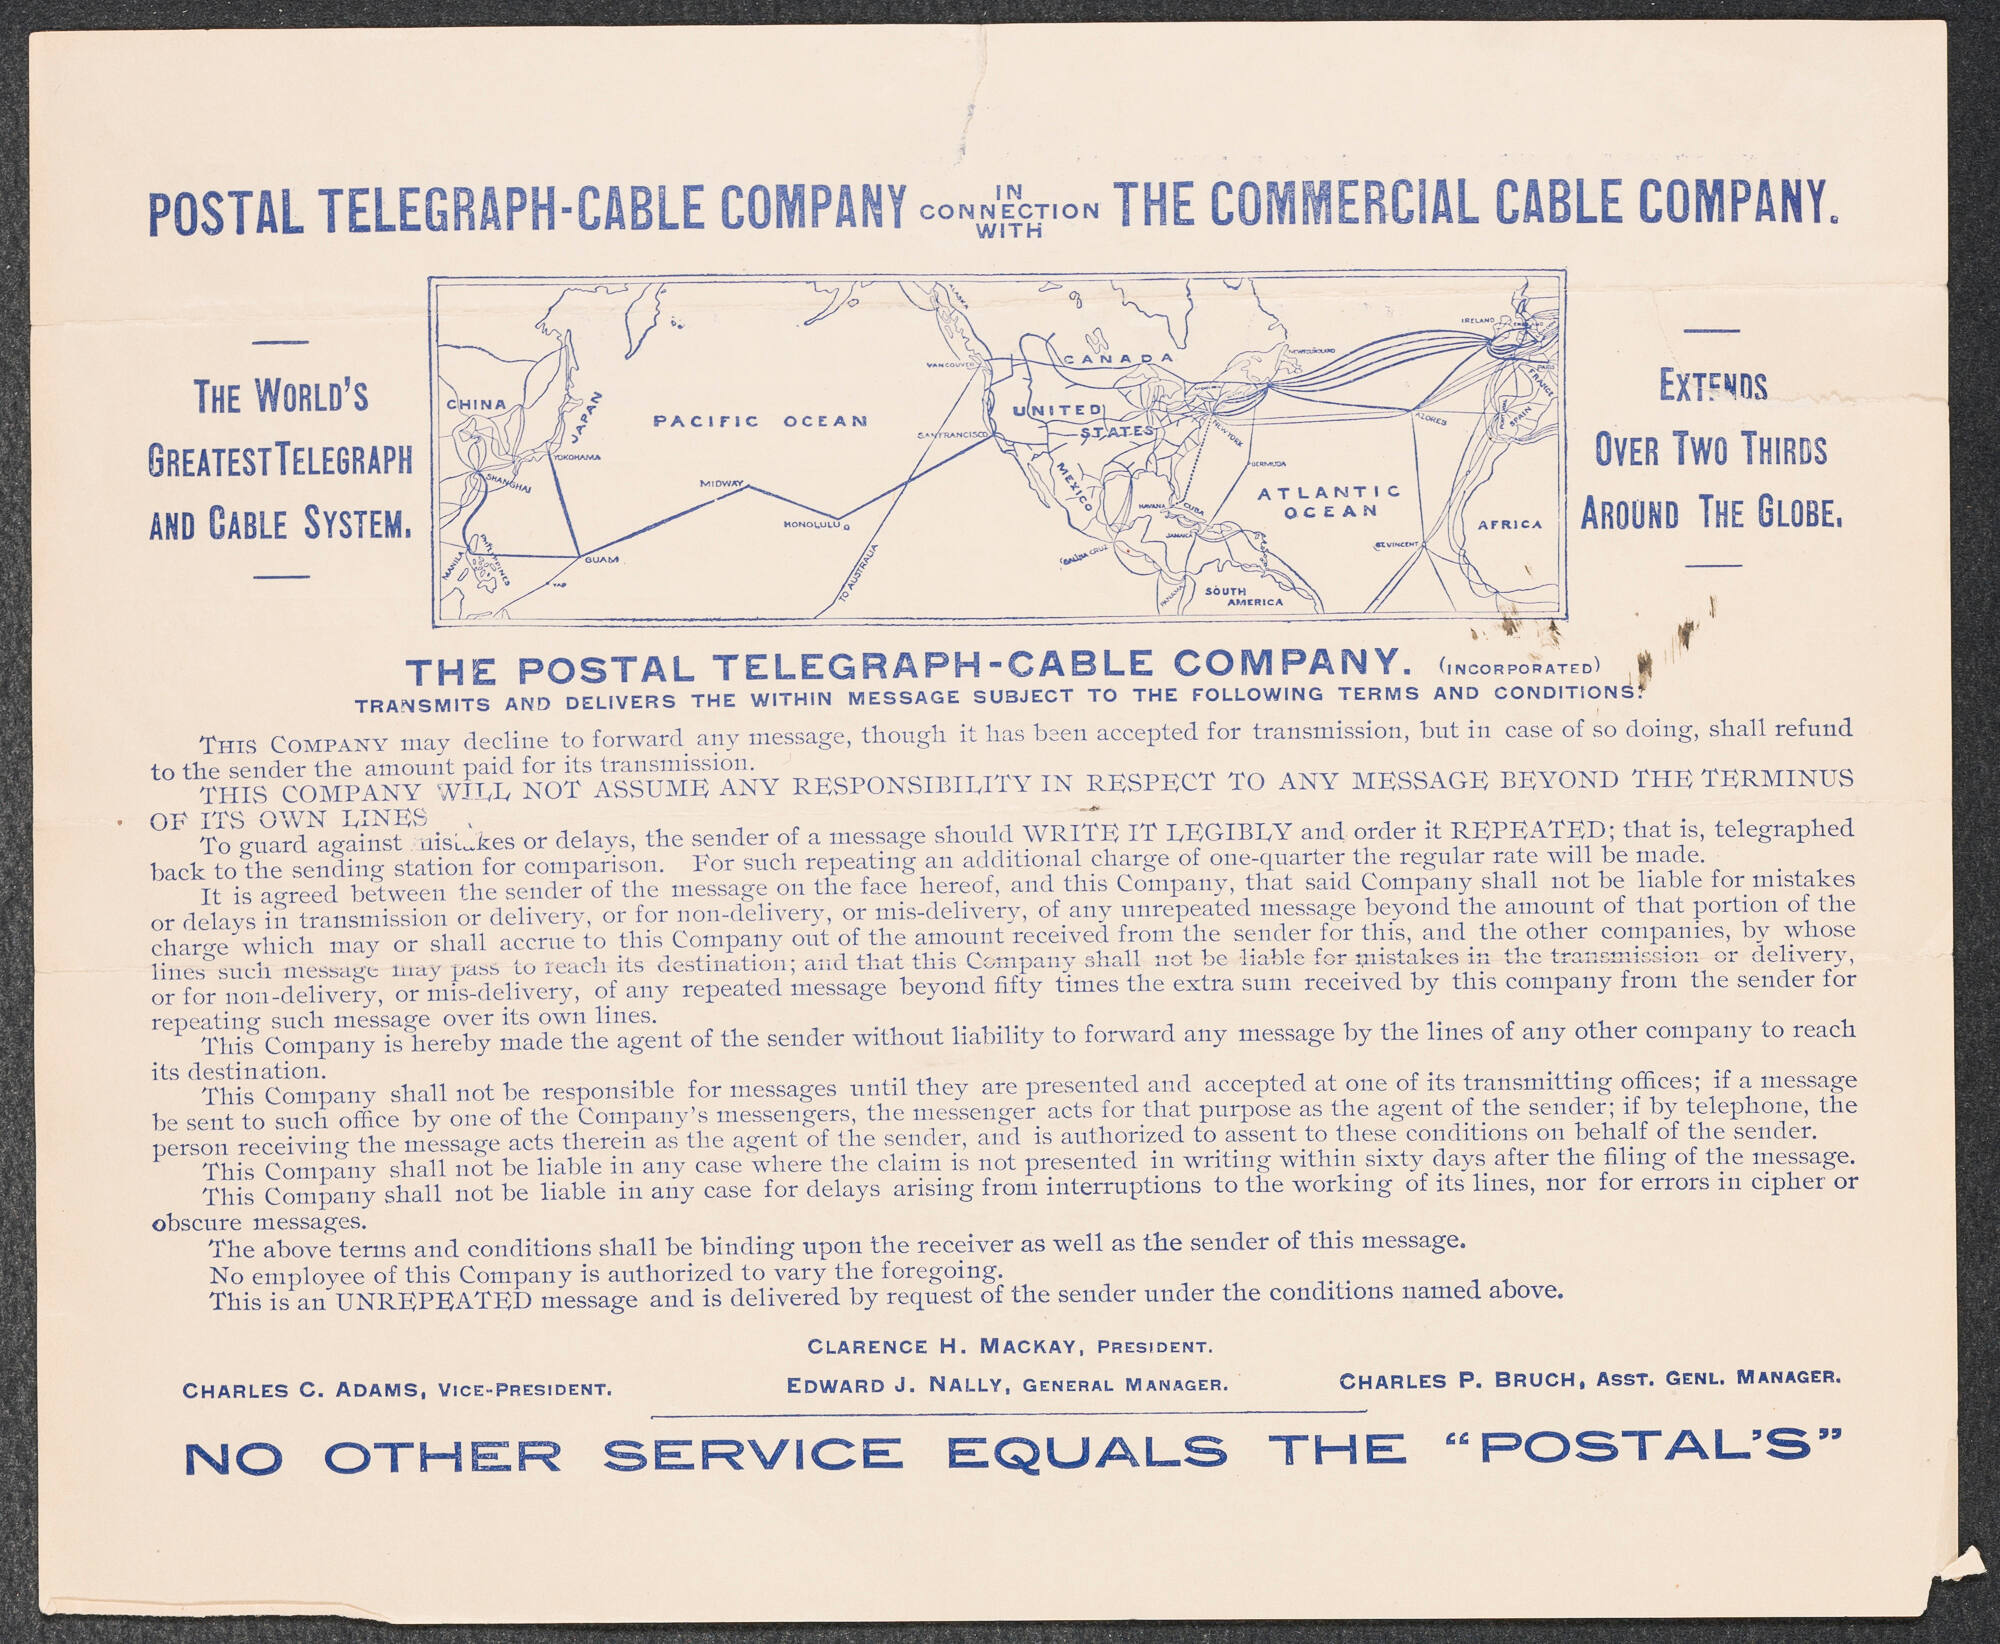 POSTAL TELEGRAPH-CABLE COMPANY IN CONNECTION WITH THE COMMERCIAL CABLE COMPANY.
THE WORLD'S
GREATEST TELEGRAPH
AND CABLE SYSTEM.
ALASKA
IRELAND
ENGLAND
NEWFOUNDLAND
VANCOUVER
CANADA
PARIS
FRANCE
CHINA
JAPAN
PACIFIC OCEAN
UNITED
STATES
AZORES
SPAIN
SAN FRANCISCO
NEW YORK
YOKOHAMA
BERMUDA
SHANGHAI
MIDWAY
MEXICO
ATLANTIC
OCEAN
HAVANA
CUBA
HONOLULU
AFRICA
JAMAICA
ST. VINCENT
MANILA
PHILIPPINES
GUAM
YAP
TO AUSTRALIA
SALINA CRUZ
PANAMA
SOUTH
AMERICA
EXTENDS
OVER TWO THIRDS
AROUND THE GLOBE.
THE POSTAL TELEGRAPH-CABLE COMPANY. (INCORPORATED)
TRANSMITS AND DELIVERS THE WITHIN MESSAGE SUBJECT TO THE FOLLOWING TERMS AND CONDITIONS:
THIS COMPANY may decline to forward any message, though it has been accepted for transmission, but in case of so doing, shall refund
to the sender the amount paid for its transmission.
THIS COMPANY WILL NOT ASSUME ANY RESPONSIBILITY IN RESPECT TO ANY MESSAGE BEYOND THE TERMINUS
OF ITS OWN LINES
To guard against mistakes or delays, the sender of a message should WRITE IT LEGIBLY and order it REPEATED; that is, telegraphed
back to the sending station for comparison. For such repeating an additional charge of one-quarter the regular rate will be made.
It is agreed between the sender of the message on the face hereof, and this Company, that said Company shall not be liable for mistakes
or delays in transmission or delivery, or for non-delivery, or mis-delivery, of any unrepeated message beyond the amount of that portion of the
charge which may or shall accrue to this Company out of the amount received from the sender for this, and the other companies, by whose
lines such message may pass to reach its destination; and that this Company shall not be liable for mistakes in the transmission or delivery,
or for non-delivery, or mis-delivery, of any repeated message beyond fifty times the extra sum received by this company from the sender for
repeating such message over its own lines.
This Company is hereby made the agent of the sender without liability to forward any message by the lines of any other company to reach
its destination.
This Company shall not be responsible for messages until they are presented and accepted at one of its transmitting offices; if a message
be sent to such office by one of the Company's messengers, the messenger acts for that purpose as the agent of the sender; if by telephone, the
person receiving the message acts therein as the agent of the sender, and is authorized to assent to these conditions on behalf of the sender.
This Company shall not be liable in any case where the claim is not presented in writing within sixty days after the filing of the message.
This Company shall not be liable in any case for delays arising from interruptions to the working of its lines, nor for errors in cipher or
obscure messages.
The above terms and conditions shall be binding upon the receiver as well as the sender of this message.
No employee of this Company is authorized to vary the foregoing.
This is an UNREPEATED message and is delivered by request of the sender under the conditions named above.
CLARENCE H. MACKAY, PRESIDENT.
CHARLES C. ADAMS, VICE-PRESIDENT. EDWARD J. NALLY, GENERAL MANAGER. CHARLES P. BRUCH, ASST. GENL. MANAGER.
NO OTHER SERVICE EQUALS THE "POSTAL'S"